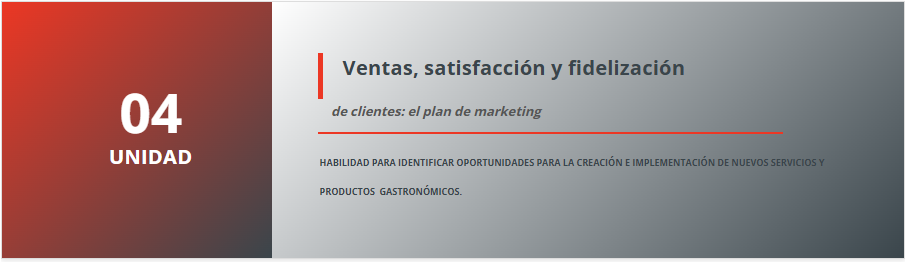 04
UNIDAD
Ventas, satisfacción y fidelización
de clientes: el plan de marketing
HABILIDAD PARA IDENTIFICAR OPORTUNIDADES PARA LA CREACIÓN E IMPLEMENTACIÓN DE NUEVOS SERVICIOS Y
PRODUCTOS GASTRONÓMICOS.